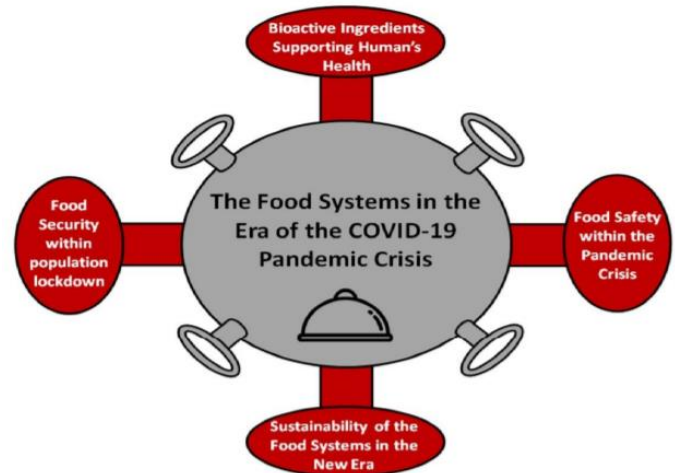 Bioactive Ingredients
Supporting Human's
Health
The Food Systems in the
Era of the COVID-19
Pandemic Crisis
Food
Security
within
population
lockdown
Food Safety
within the
Pandemic
Crisis
Sustainability of the
Food Systems in the
New Era